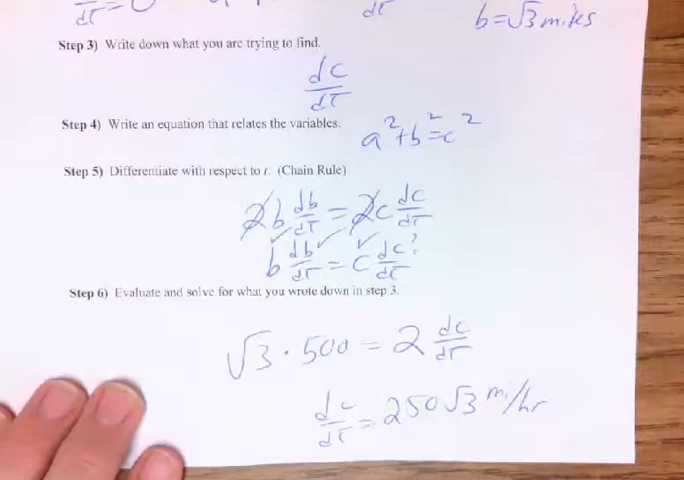 b=√3 miles
Step 3) Write down what you are trying to find.
dc/dt
Step 4) Write an equation that relates the variables.
a²+b²=c²
Step 5) Differentiate with respect to t. (Chain Rule)
2b db/dt = 2c dc/dt
b db/dt = c dc/dt ?
Step 6) Evaluate and solve for what you wrote down in step 3.
√3 · 500 = 2 dc/dt
dc/dt = 250√3 mi/hr